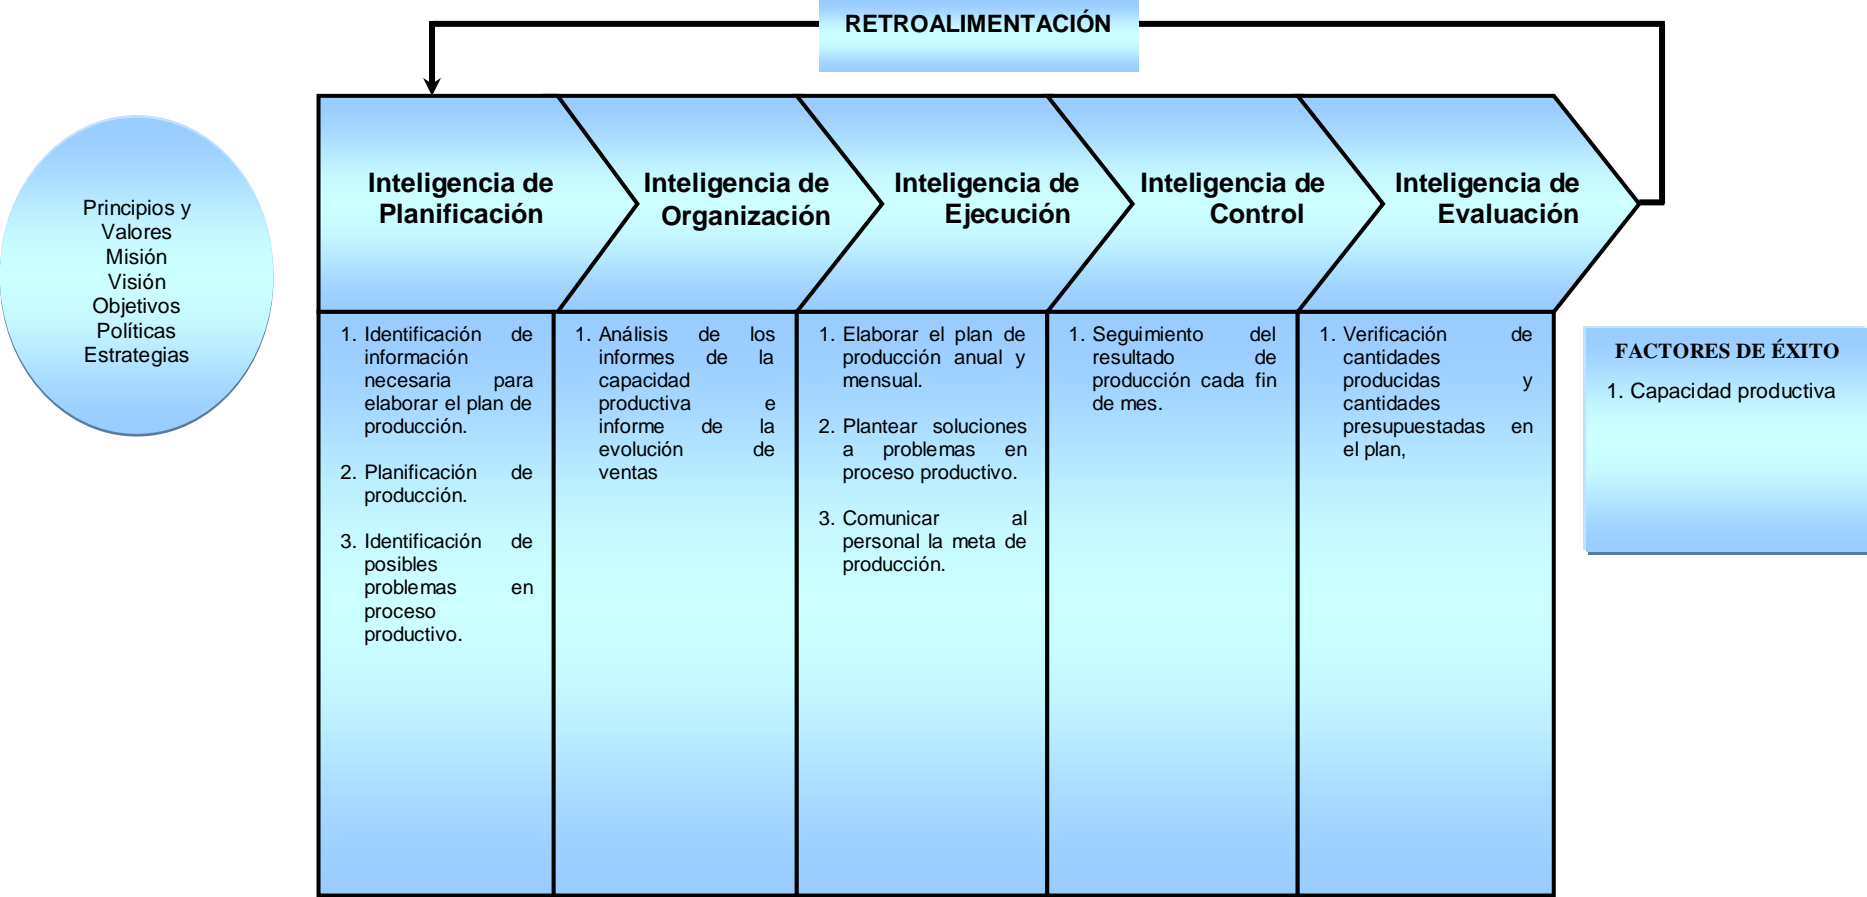 RETROALIMENTACIÓN
Principios y
Valores
Misión
Visión
Objetivos
Políticas
Estrategias
Inteligencia de
Planificación
Inteligencia de
Organización
Inteligencia de
Ejecución
Inteligencia de
Control
Inteligencia de
Evaluación
1. Identificación de
información
necesaria para
elaborar el plan de
producción.
2. Planificación de
producción.
3. Identificación de
posibles
problemas en
proceso
productivo.
1. Análisis de los
informes de la
capacidad
productiva e
informe de la
evolución de
ventas
1. Elaborar el plan de
producción anual y
mensual.
2. Plantear soluciones
a problemas en
proceso productivo.
3. Comunicar al
personal la meta de
producción.
1. Seguimiento del
resultado de
producción cada fin
de mes.
1. Verificación de
cantidades
producidas y
cantidades
presupuestadas en
el plan,
FACTORES DE ÉXITO
1. Capacidad productiva